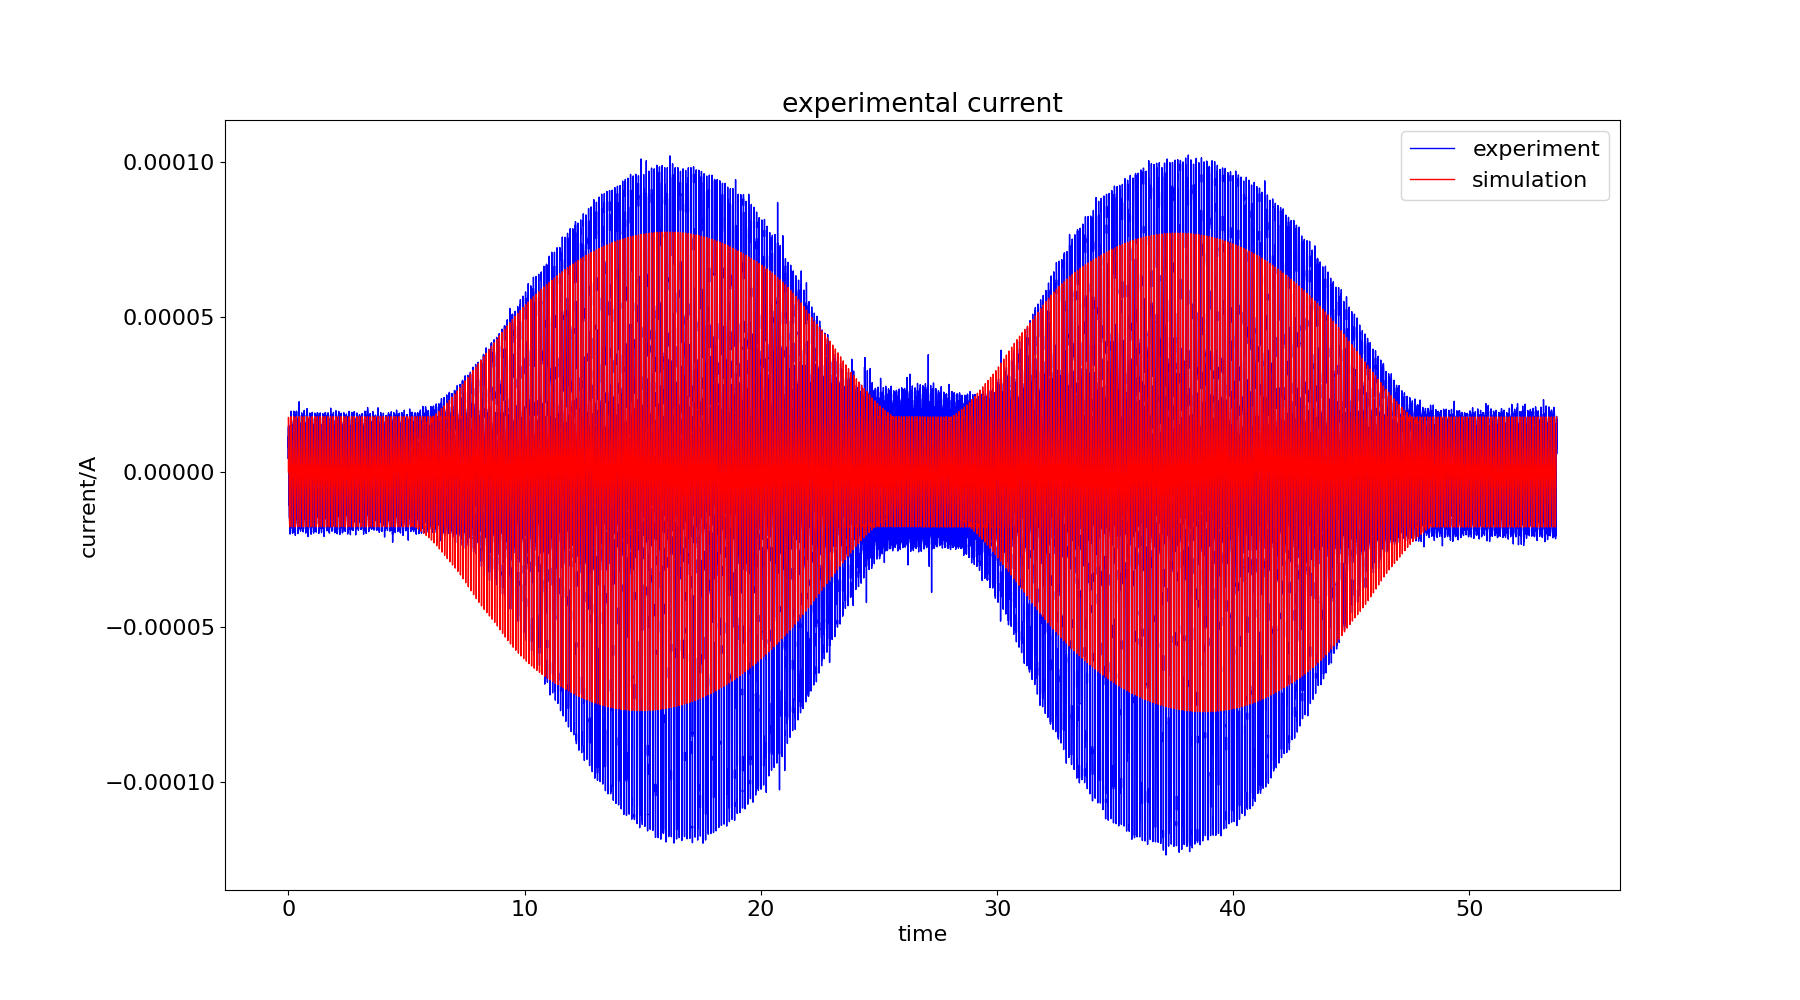 experimental current
experiment
simulation
0.00010
0.00005
0.00000
−0.00005
−0.00010
current/A
0 10 20 30 40 50
time